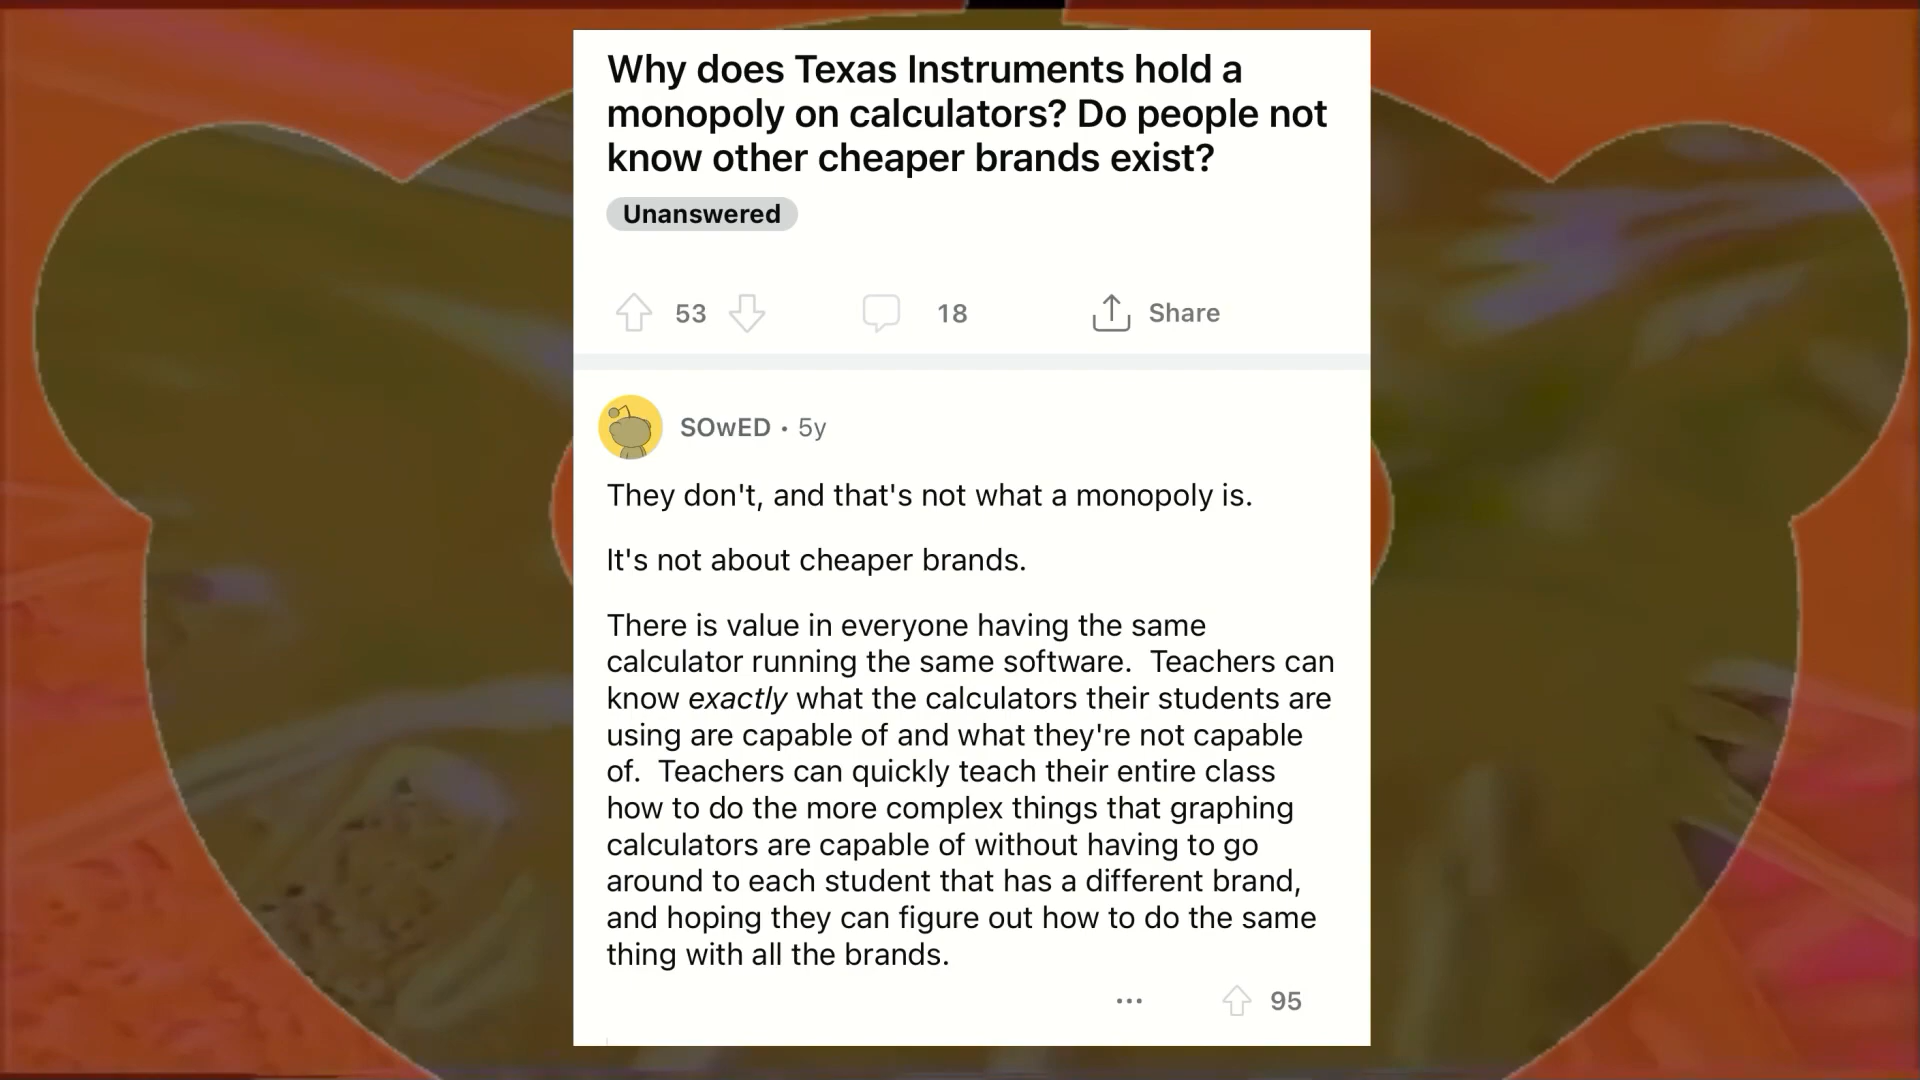 Why does Texas Instruments hold a
monopoly on calculators? Do people not
know other cheaper brands exist?
Unanswered
53
18
Share
SOwED • 5y
They don't, and that's not what a monopoly is.
It's not about cheaper brands.
There is value in everyone having the same
calculator running the same software.  Teachers can
know exactly what the calculators their students are
using are capable of and what they're not capable
of.  Teachers can quickly teach their entire class
how to do the more complex things that graphing
calculators are capable of without having to go
around to each student that has a different brand,
and hoping they can figure out how to do the same
thing with all the brands.
... 95